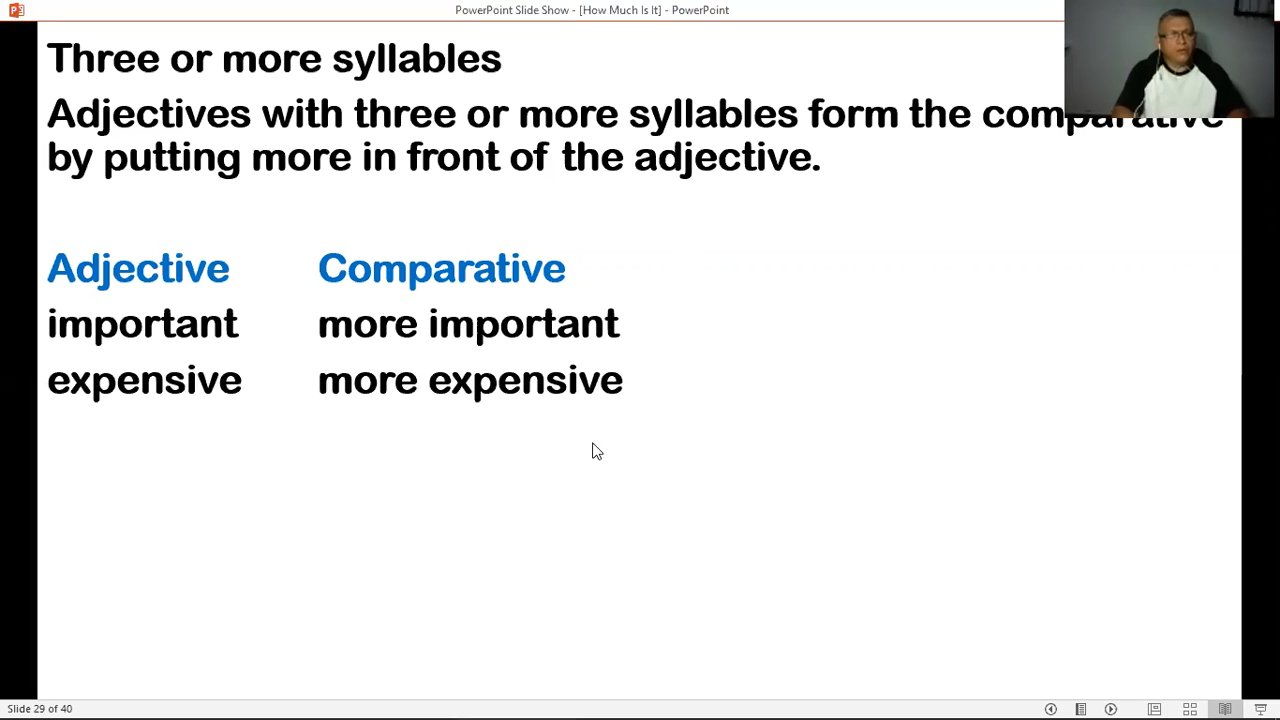 PowerPoint Slide Show - [How Much Is It] - PowerPoint
Three or more syllables
Adjectives with three or more syllables form the comparative
by putting more in front of the adjective.
Adjective Comparative
important more important
expensive more expensive
Slide 29 of 40